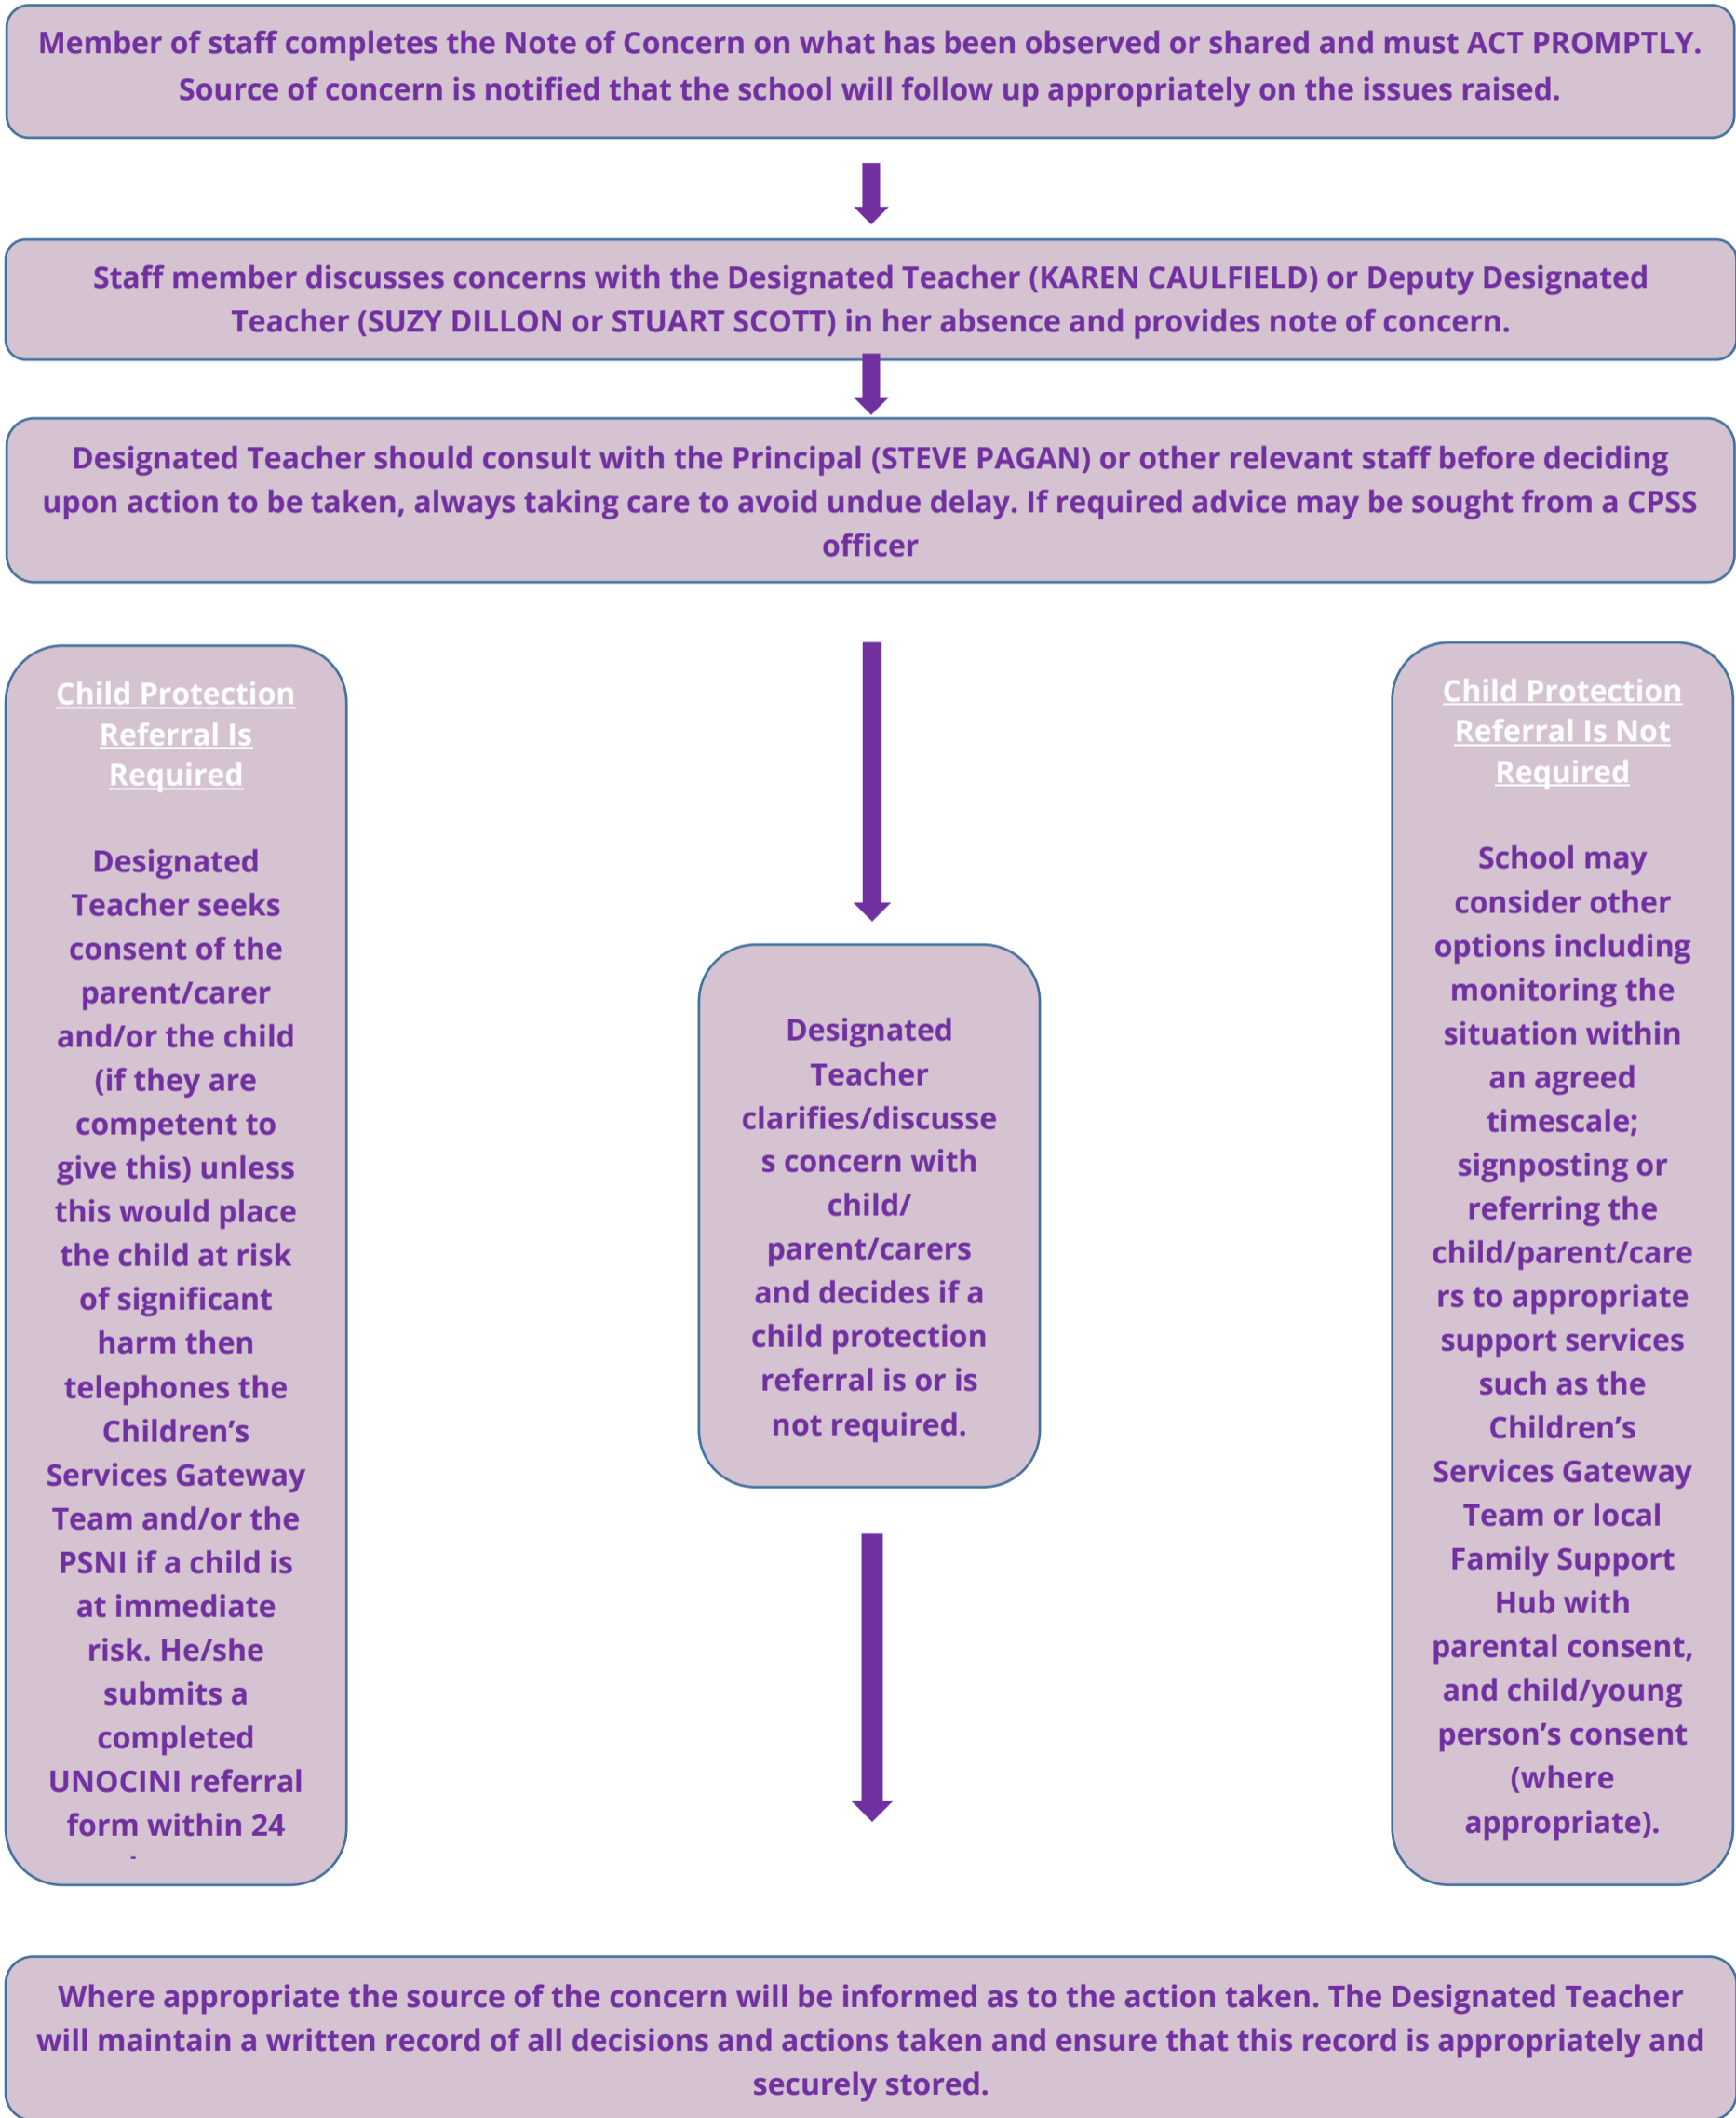 Member of staff completes the Note of Concern on what has been observed or shared and must ACT PROMPTLY.
Source of concern is notified that the school will follow up appropriately on the issues raised.
Staff member discusses concerns with the Designated Teacher (KAREN CAULFIELD) or Deputy Designated
Teacher (SUZY DILLON or STUART SCOTT) in her absence and provides note of concern.
Designated Teacher should consult with the Principal (STEVE PAGAN) or other relevant staff before deciding
upon action to be taken, always taking care to avoid undue delay. If required advice may be sought from a CPSS
officer
Child Protection
Referral Is
Required
Designated
Teacher seeks
consent of the
parent/carer
and/or the child
(if they are
competent to
give this) unless
this would place
the child at risk
of significant
harm then
telephones the
Children’s
Services Gateway
Team and/or the
PSNI if a child is
at immediate
risk. He/she
submits a
completed
UNOCINI referral
form within 24
Designated
Teacher
clarifies/discusse
s concern with
child/
parent/carers
and decides if a
child protection
referral is or is
not required.
Child Protection
Referral Is Not
Required
School may
consider other
options including
monitoring the
situation within
an agreed
timescale;
signposting or
referring the
child/parent/care
rs to appropriate
support services
such as the
Children’s
Services Gateway
Team or local
Family Support
Hub with
parental consent,
and child/young
person’s consent
(where
appropriate).
Where appropriate the source of the concern will be informed as to the action taken. The Designated Teacher
will maintain a written record of all decisions and actions taken and ensure that this record is appropriately and
securely stored.